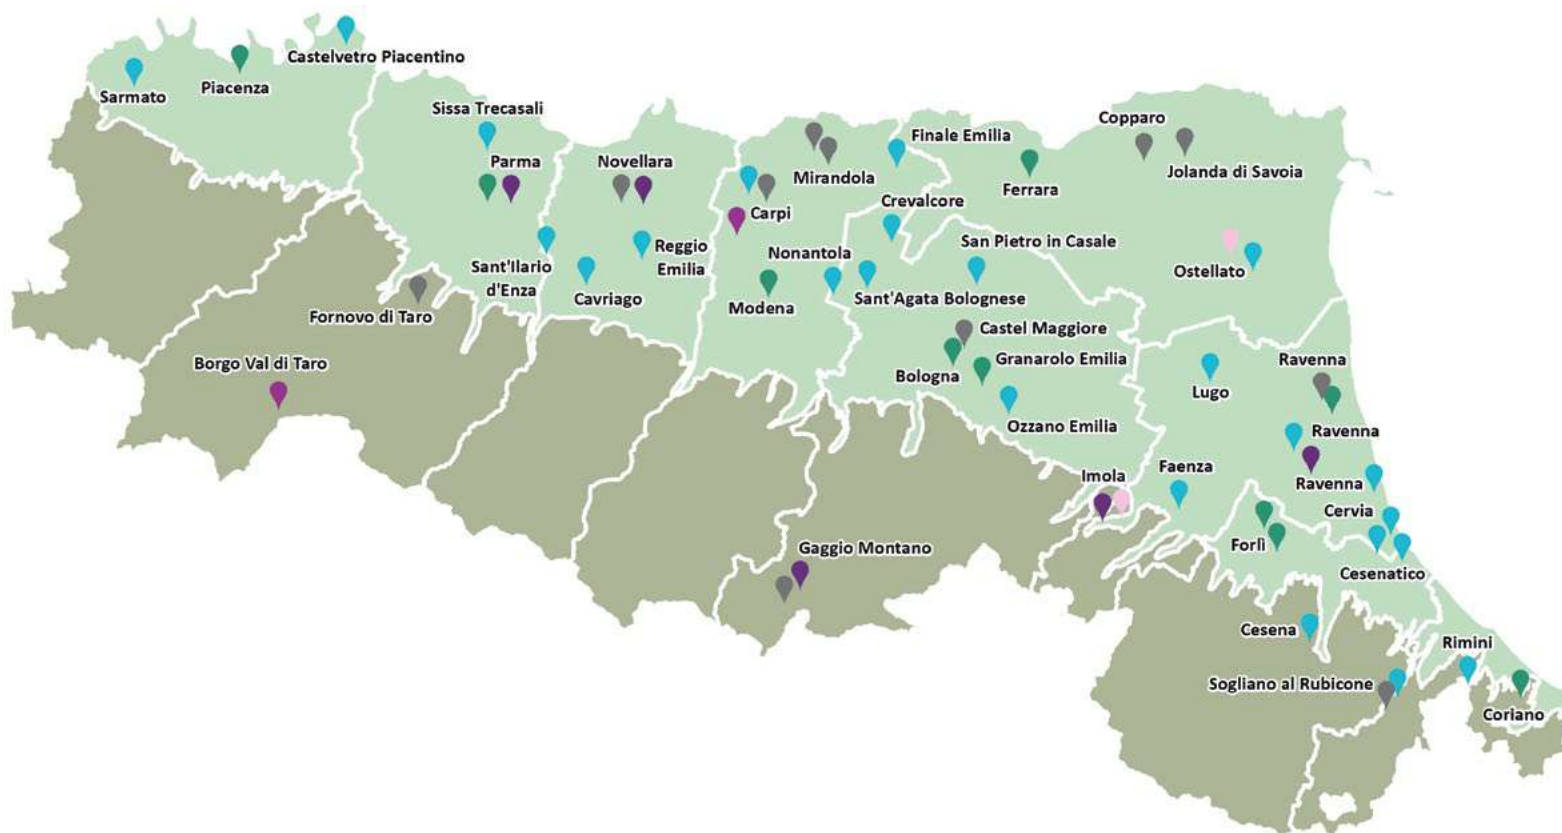 Castelvetro Piacentino
Piacenza
Sarmato
Sissa Trecasali
Parma
Novellara
Mirandola
Finale Emilia
Copparo
Jolanda di Savoia
Ferrara
Carpi
Crevalcore
San Pietro in Casale
Reggio
Emilia
Nonantola
Ostellato
Sant'Ilario
d'Enza
Cavriago
Modena
Sant'Agata Bolognese
Fornovo di Taro
Castel Maggiore
Granarolo Emilia
Bologna
Borgo Val di Taro
Ravenna
Lugo
Ozzano Emilia
Ravenna
Imola
Faenza
Ravenna
Cervia
Forlì
Gaggio Montano
Cesenatico
Cesena
Rimini
Sogliano al Rubicone
Coriano